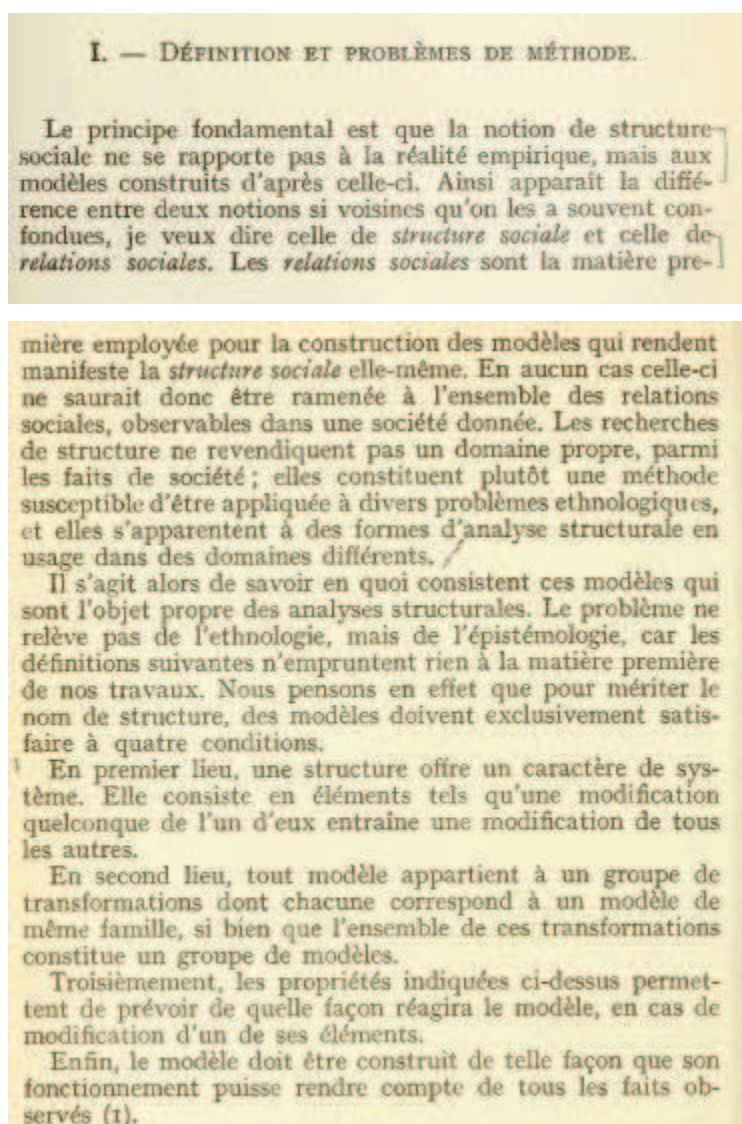 I. — DÉFINITION ET PROBLÈMES DE MÉTHODE.
Le principe fondamental est que la notion de structure
sociale ne se rapporte pas à la réalité empirique, mais aux
modèles construits d'après celle-ci. Ainsi apparaît la diffé-
rence entre deux notions si voisines qu'on les a souvent con-
fondues, je veux dire celle de structure sociale et celle de
relations sociales. Les relations sociales sont la matière pre-
mière employée pour la construction des modèles qui rendent
manifeste la structure sociale elle-même. En aucun cas celle-ci
ne saurait donc être ramenée à l'ensemble des relations
sociales, observables dans une société donnée. Les recherches
de structure ne revendiquent pas un domaine propre, parmi
les faits de société ; elles constituent plutôt une méthode
susceptible d'être appliquée à divers problèmes ethnologiques,
et elles s'apparentent à des formes d'analyse structurale en
usage dans des domaines différents.
Il s'agit alors de savoir en quoi consistent ces modèles qui
sont l'objet propre des analyses structurales. Le problème ne
relève pas de l'ethnologie, mais de l'épistémologie, car les
définitions suivantes n'empruntent rien à la matière première
de nos travaux. Nous pensons en effet que pour mériter le
nom de structure, des modèles doivent exclusivement satis-
faire à quatre conditions.
En premier lieu, une structure offre un caractère de sys-
tème. Elle consiste en éléments tels qu'une modification
quelconque de l'un d'eux entraîne une modification de tous
les autres.
En second lieu, tout modèle appartient à un groupe de
transformations dont chacune correspond à un modèle de
même famille, si bien que l'ensemble de ces transformations
constitue un groupe de modèles.
Troisièmement, les propriétés indiquées ci-dessus permet-
tent de prévoir de quelle façon réagira le modèle, en cas de
modification d'un de ses éléments.
Enfin, le modèle doit être construit de telle façon que son
fonctionnement puisse rendre compte de tous les faits ob-
servés (1).